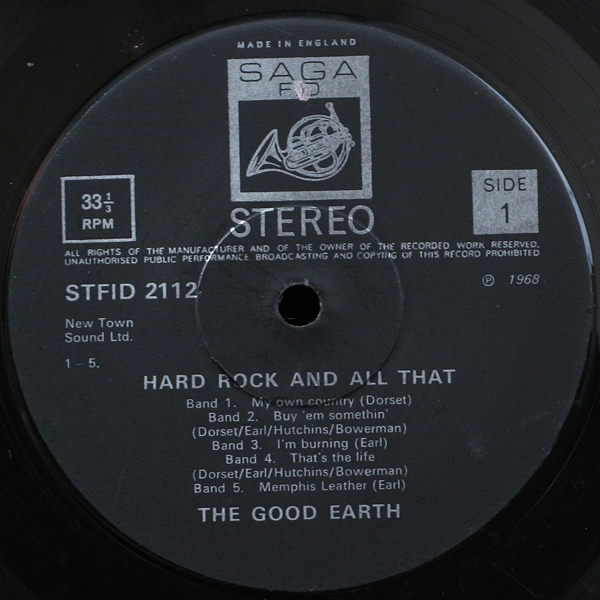 MADE IN ENGLAND
SAGA
FID
33 1/3
RPM
SIDE
1
STEREO
ALL RIGHTS OF THE MANUFACTURER AND OF THE OWNER OF THE RECORDED WORK RESERVED,
UNAUTHORISED PUBLIC PERFORMANCE BROADCASTING AND COPYING OF THIS RECORD PROHIBITED
STFID 2112
℗ 1968
New Town
Sound Ltd.
1 - 5.
HARD ROCK AND ALL THAT
Band 1. My own country (Dorset)
Band 2. Buy 'em somethin'
(Dorset/Earl/Hutchins/Bowerman)
Band 3. I'm burning (Earl)
Band 4. That's the life
(Dorset/Earl/Hutchins/Bowerman)
Band 5. Memphis Leather (Earl)
THE GOOD EARTH